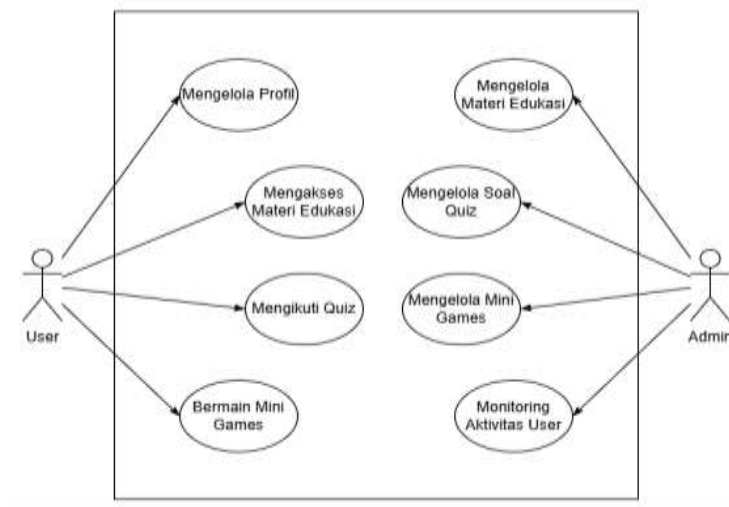 Mengelola Profil
Mengelola
Materi Edukasi
Mengakses
Materi Edukasi
Mengelola Soal
Quiz
User
Mengikuti Quiz
Mengelola Mini
Games
Admin
Bermain Mini
Games
Monitoring
Aktivitas User